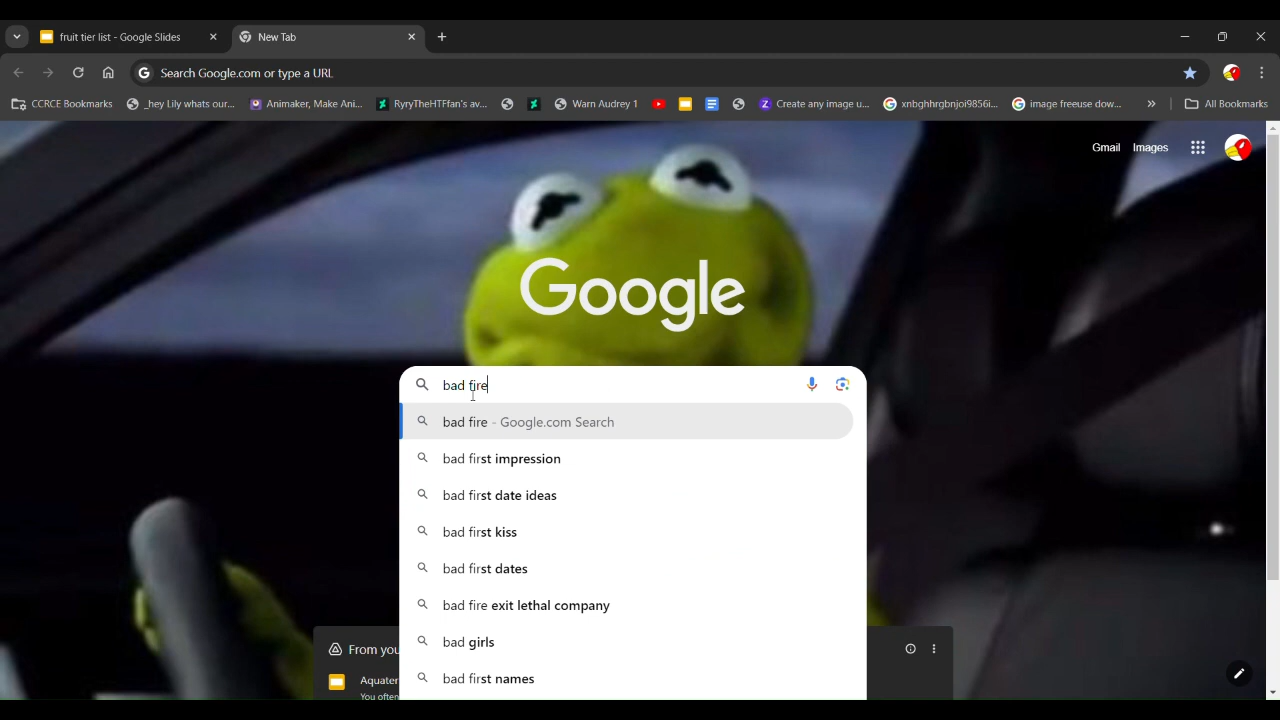 fruit tier list - Google Slides
New Tab
Search Google.com or type a URL
CCRCE Bookmarks
_hey Lily whats our...
Animaker, Make Ani...
RyryTheHTFfan's av...
Warn Audrey 1
Create any image u...
xnbghhrgbnjoi9856i...
image freeuse dow...
All Bookmarks
Gmail Images
Google
bad fire
bad fire - Google.com Search
bad first impression
bad first date ideas
bad first kiss
bad first dates
bad fire exit lethal company
bad girls
bad first names
From you
Aquater
You often